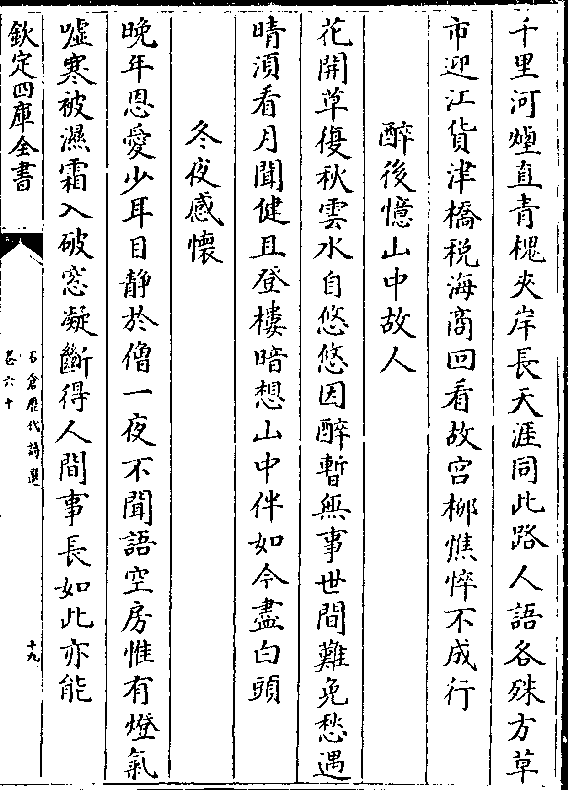 千里河煙直青槐夾岸長天涯同此路人語各殊方草
市迎江貨津橋税海商回看故宫柳憔悴不成行
醉後憶山中故人
花開草復秋雲水自悠悠因醉暫無事世間難免愁遇
晴須看月聞健且登樓暗想山中伴如今盡白頭
冬夜感懷
晩年恩愛少耳目靜於僧一夜不聞語空房惟有燈氣
噓寒被濕霜入破窓凝斷得人間事長如此亦能
欽定四庫全書
石倉歴代詩選
卷六十
十九